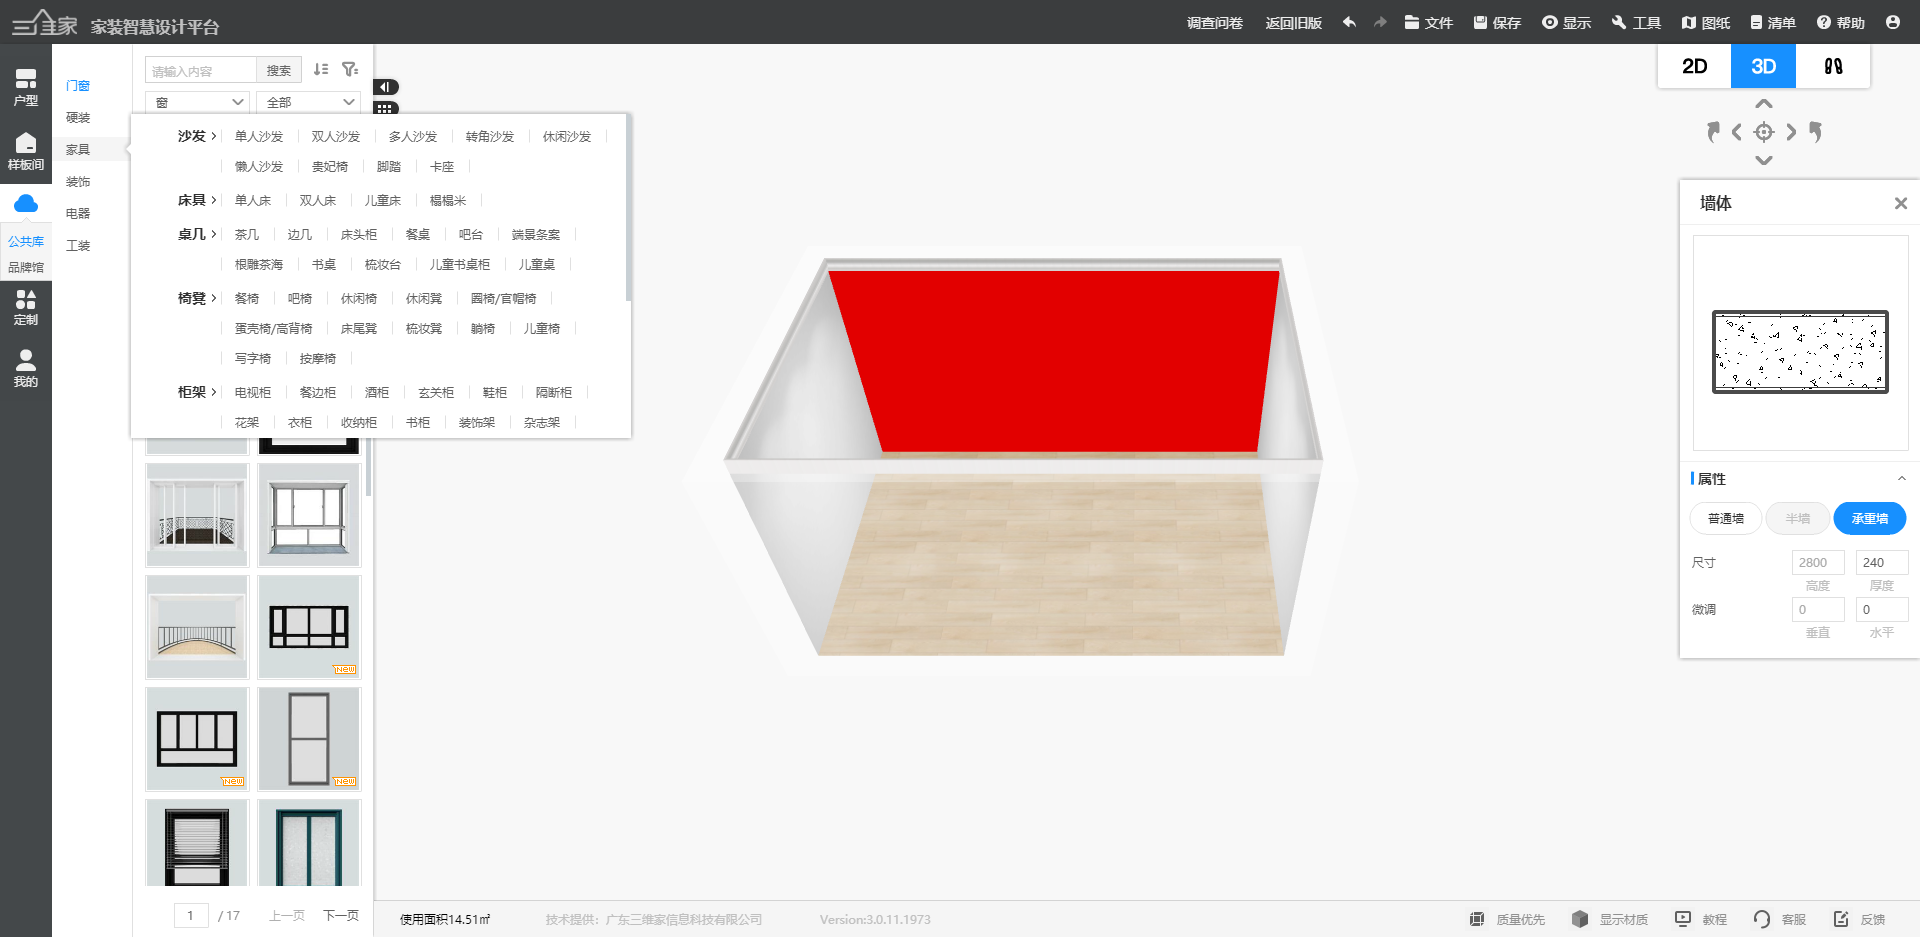 三维家 家装智慧设计平台 调查问卷 返回旧版 文件 保存 显示 工具 图纸 清单 帮助
2D 3D
户型
样板间
公共库
品牌馆
定制
我的
门窗
硬装
家具
装饰
电器
工装
请输入内容 搜索
窗 全部
沙发 单人沙发 双人沙发 多人沙发 转角沙发 休闲沙发
懒人沙发 贵妃椅 脚踏 卡座
床具 单人床 双人床 儿童床 榻榻米
桌几 茶几 边几 床头柜 餐桌 吧台 端景条案
根雕茶海 书桌 梳妆台 儿童书桌柜 儿童桌
椅凳 餐椅 吧椅 休闲椅 休闲凳 圈椅/官帽椅
蛋壳椅/高背椅 床尾凳 梳妆凳 躺椅 儿童椅
写字椅 按摩椅
柜架 电视柜 餐边柜 酒柜 玄关柜 鞋柜 隔断柜
花架 衣柜 收纳柜 书柜 装饰架 杂志架
NEW
NEW NEW
1 / 17 上一页 下一页
墙体
属性
普通墙 半墙 承重墙
尺寸 2800 240
高度 厚度
微调 0 0
垂直 水平
使用面积14.51㎡ 技术提供：广东三维家信息科技有限公司 Version:3.0.11.1973 质量优先 显示材质 教程 客服 反馈